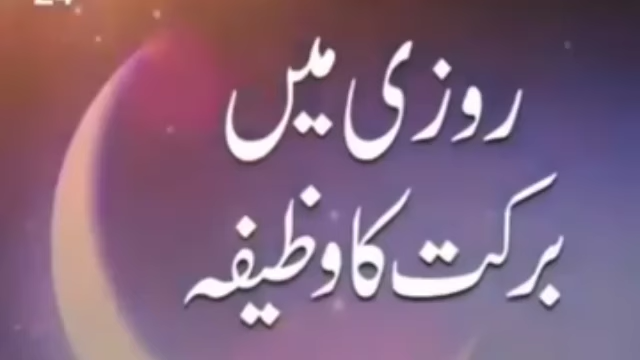 روزی میں
برکت کا وظیفہ